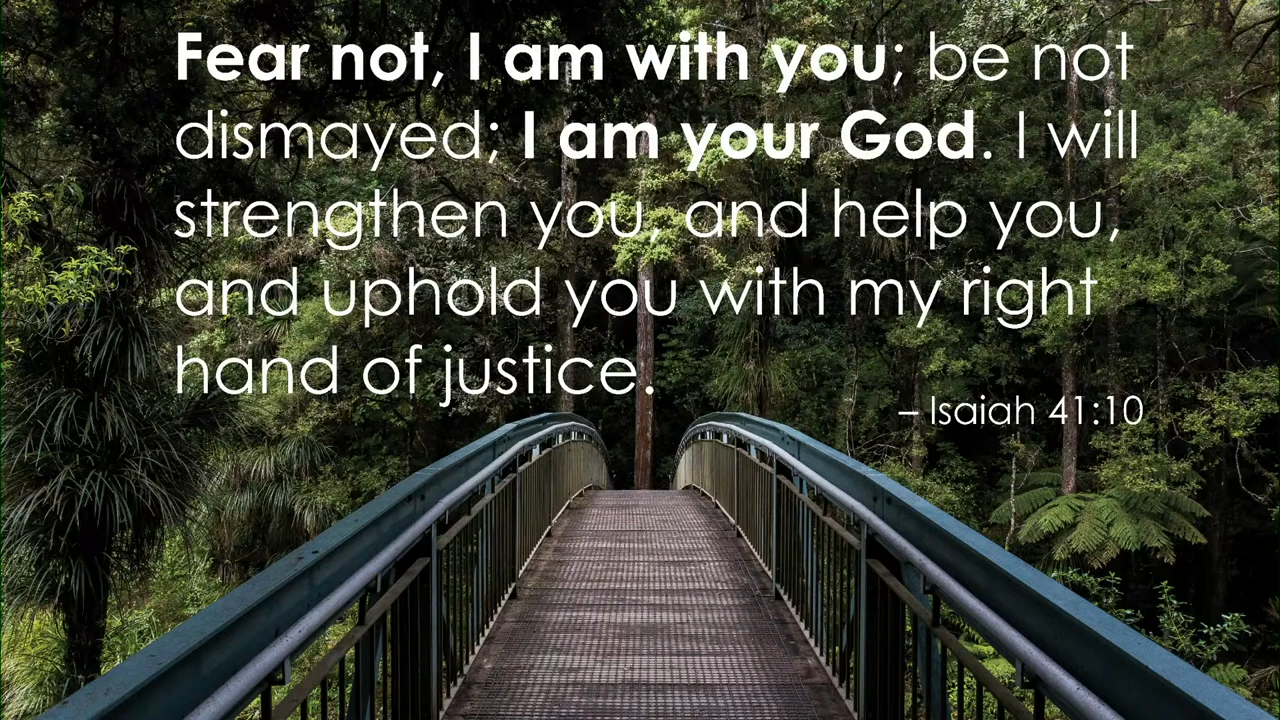 Fear not, I am with you; be not
dismayed; I am your God. I will
strengthen you, and help you,
and uphold you with my right
hand of justice.
– Isaiah 41:10